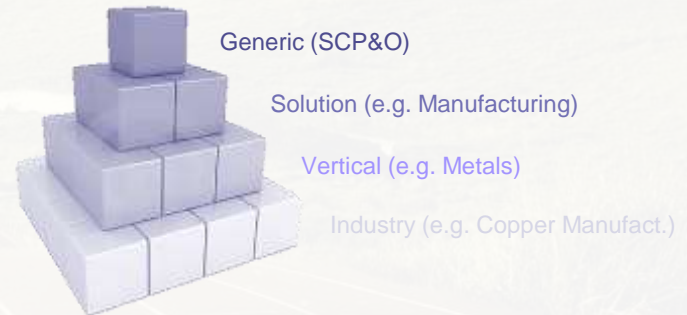 Generic (SCP&O)
Solution (e.g. Manufacturing)
Vertical (e.g. Metals)
Industry (e.g. Copper Manufact.)